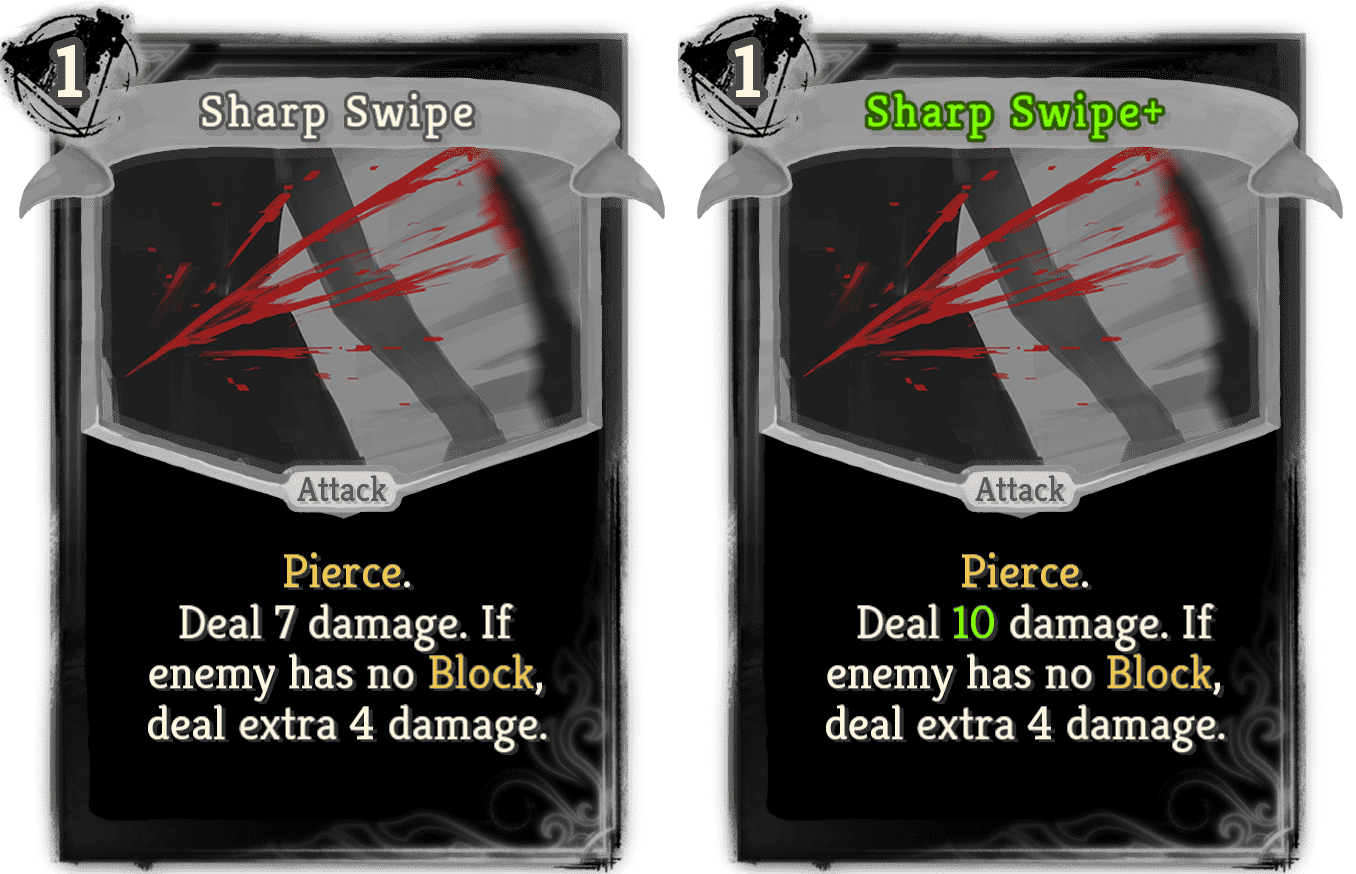 1
Sharp Swipe
Attack
Pierce.
Deal 7 damage. If
enemy has no Block,
deal extra 4 damage.
1
Sharp Swipe+
Attack
Pierce.
Deal 10 damage. If
enemy has no Block,
deal extra 4 damage.